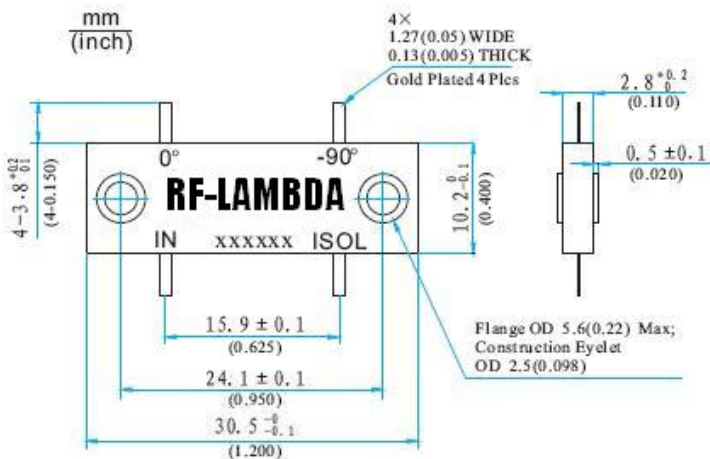 mm
(inch)
4×
1.27(0.05) WIDE
0.13(0.005) THICK
Gold Plated 4 Plcs
2.8 +0.2 0
(0.110)
0.5 ±0.1
(0.020)
4-3.8 +0.2 -0.1
(4-0.150)
0° -90°
RF-LAMBDA
IN xxxxxx ISOL
10.2 0 -0.1
(0.400)
15.9 ±0.1
(0.625)
24.1 ±0.1
(0.950)
30.5 -0 -0.1
(1.200)
Flange OD 5.6(0.22) Max;
Construction Eyelet
OD 2.5(0.098)